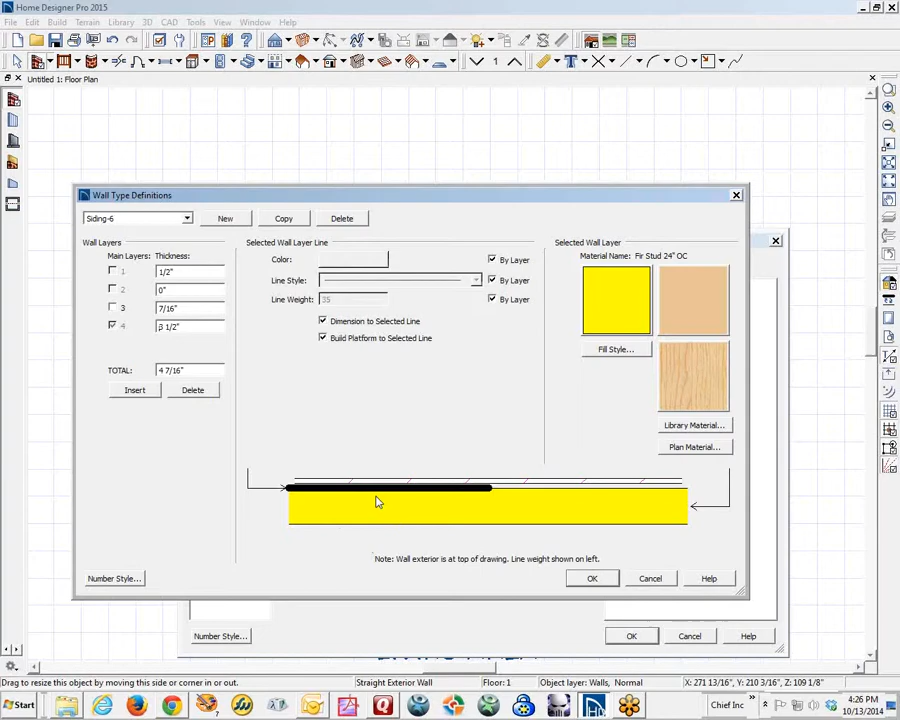 Home Designer Pro 2015
File Edit Build Terrain Library 3D CAD Tools View Window Help
1
Untitled 1: Floor Plan
Wall Type Definitions
Siding-6 New Copy Delete
Wall Layers
Main Layers: Thickness:
1 1/2"
2 0"
3 7/16"
4 β 1/2"
TOTAL: 4 7/16"
Insert Delete
Selected Wall Layer Line
Color: By Layer
Line Style: By Layer
Line Weight: 35 By Layer
Dimension to Selected Line
Build Platform to Selected Line
Selected Wall Layer
Material Name: Fir Stud 24" OC
Fill Style...
Library Material...
Plan Material...
Note: Wall exterior is at top of drawing. Line weight shown on left.
Number Style... OK Cancel Help
Number Style... OK Cancel Help
Drag to resize this object by moving this side or corner in or out. Straight Exterior Wall Floor: 1 Object layer: Walls, Normal X: 271 13/16", Y: 210 3/16", Z: 109 1/8"
Start Chief Inc 4:26 PM
10/13/2014